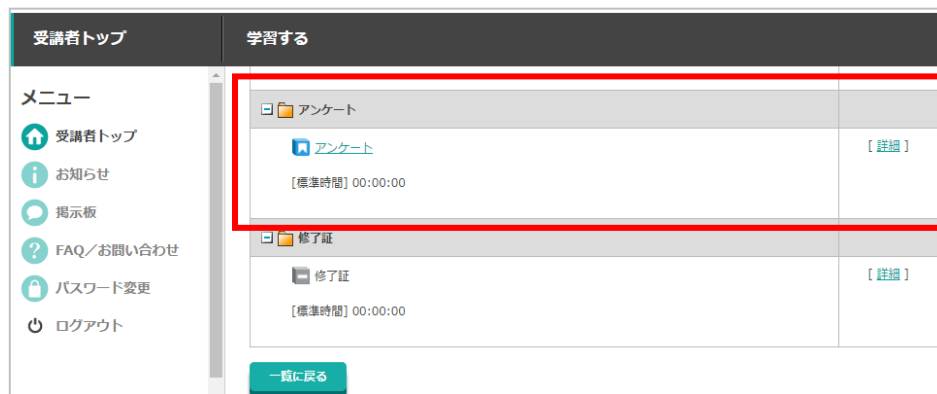 受講者トップ
学習する
メニュー
受講者トップ
お知らせ
掲示板
FAQ／お問い合わせ
パスワード変更
ログアウト
アンケート
アンケート
[ 詳細 ]
[標準時間] 00:00:00
修了証
修了証
[ 詳細 ]
[標準時間] 00:00:00
一覧に戻る